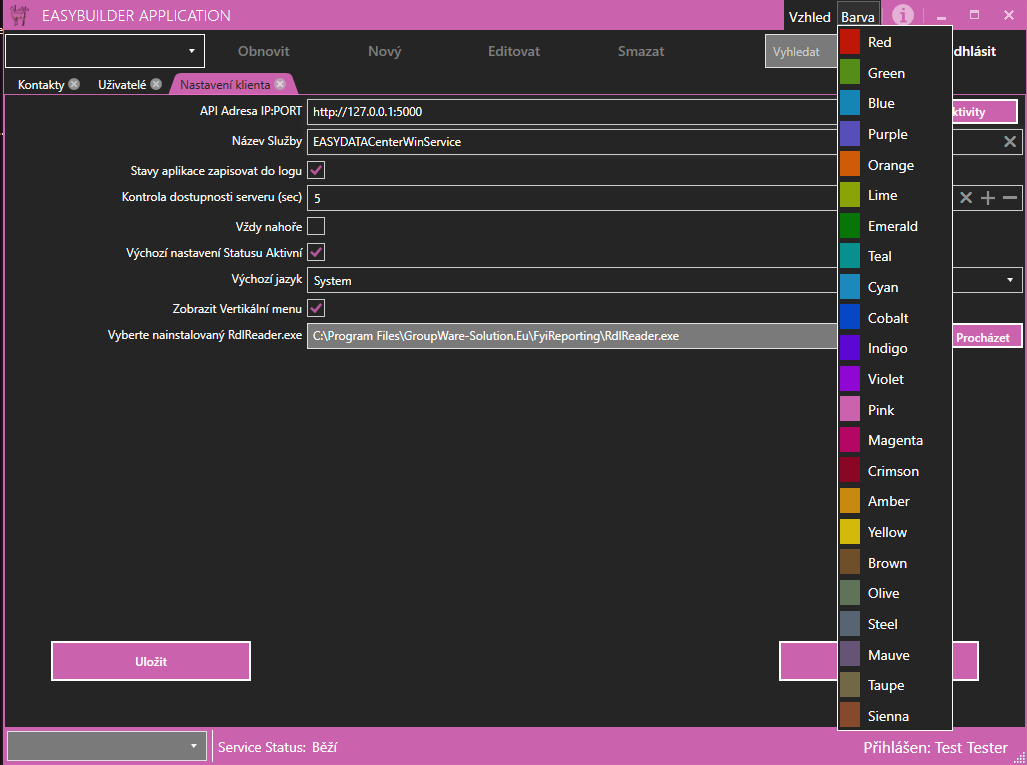 EASYBUILDER APPLICATION
Vzhled Barva
Obnovit Nový Editovat Smazat Vyhledat dhlásit
Kontakty Uživatelé Nastavení klienta
API Adresa IP:PORT http://127.0.0.1:5000 ktivity
Název Služby EASYDATACenterWinService
Stavy aplikace zapisovat do logu
Kontrola dostupnosti serveru (sec) 5
Vždy nahoře
Výchozí nastavení Statusu Aktivní
Výchozí jazyk System
Zobrazit Vertikální menu
Vyberte nainstalovaný RdlReader.exe C:\Program Files\GroupWare-Solution.Eu\FyiReporting\RdlReader.exe Procházet
Red
Green
Blue
Purple
Orange
Lime
Emerald
Teal
Cyan
Cobalt
Indigo
Violet
Pink
Magenta
Crimson
Amber
Yellow
Brown
Olive
Steel
Mauve
Taupe
Sienna
Uložit
Service Status: Běží
Přihlášen: Test Tester